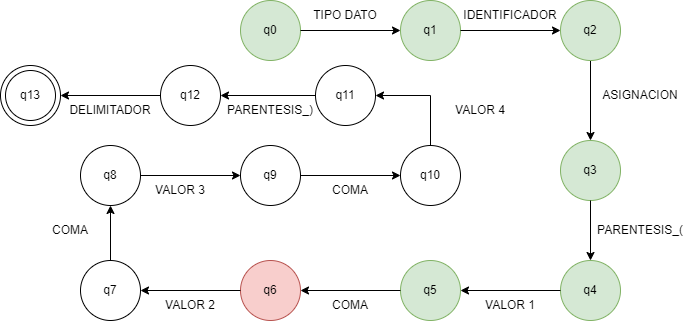 TIPO DATO
IDENTIFICADOR
q0
q1
q2
ASIGNACION
q13
DELIMITADOR
q12
PARENTESIS_)
q11
VALOR 4
q3
q8
VALOR 3
q9
COMA
q10
PARENTESIS_(
COMA
q7
VALOR 2
q6
COMA
q5
VALOR 1
q4